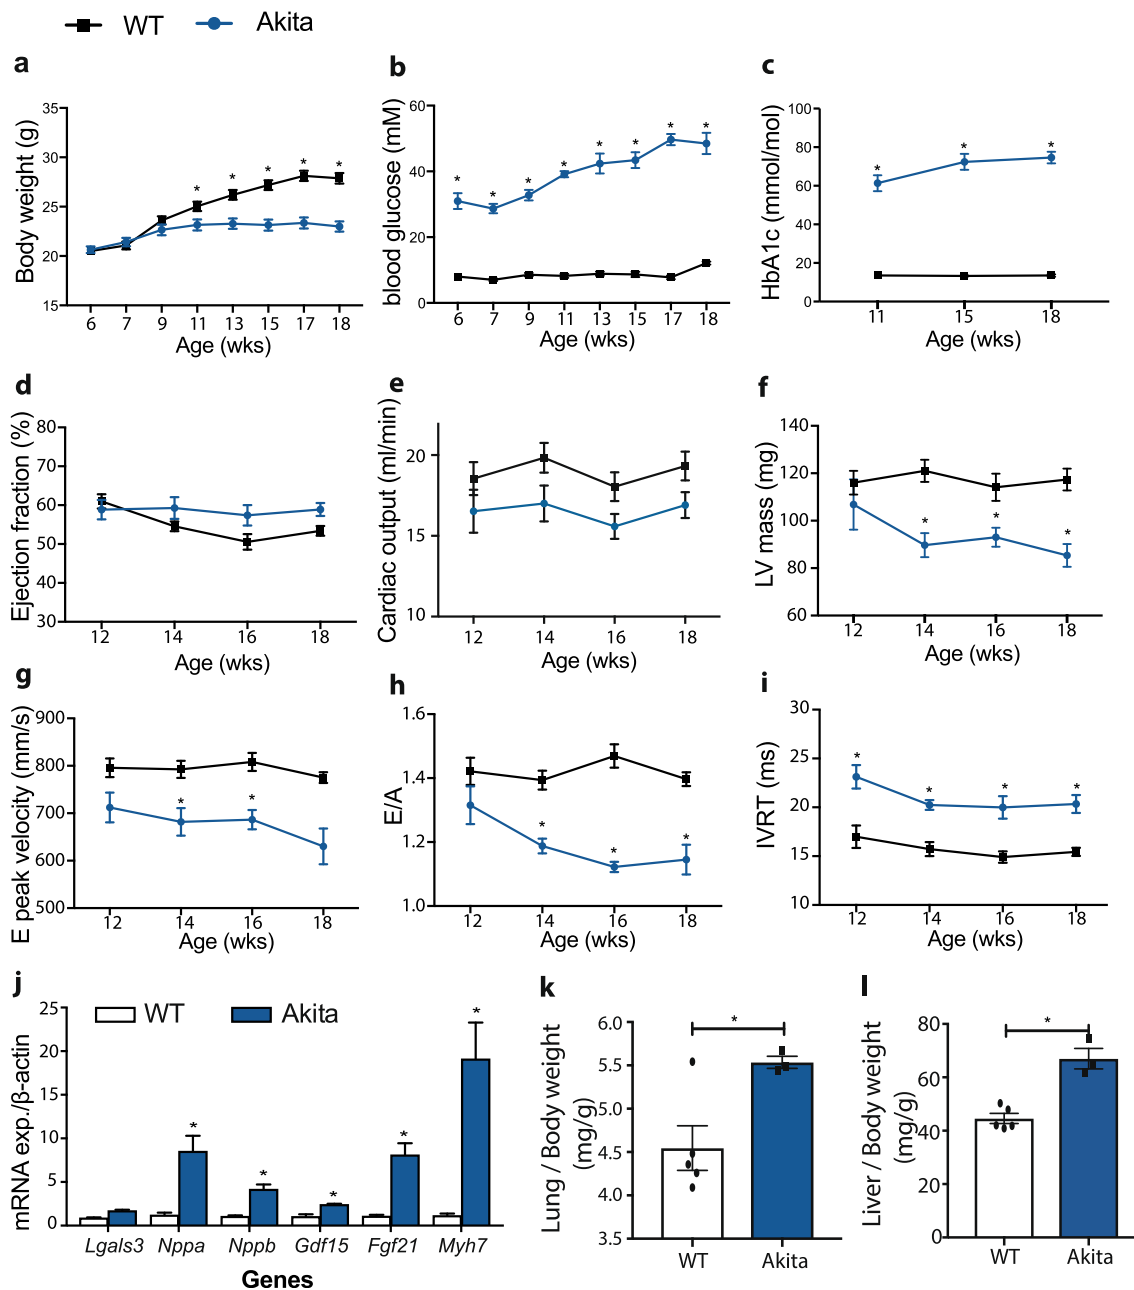 WT Akita
a
Body weight (g)
35
30
25
20
15
* * * * *
6 7 9 11 13 15 17 18
Age (wks)
b
blood glucose (mM)
60
40
20
0
* * * * * * * *
6 7 9 11 13 15 17 18
Age (wks)
c
HbA1c (mmol/mol)
100
80
60
40
20
0
* * *
11 15 18
Age (wks)
d
Ejection fraction (%)
80
70
60
50
40
30
12 14 16 18
Age (wks)
e
Cardiac output (ml/min)
20
15
10
12 14 16 18
Age (wks)
f
LV mass (mg)
140
120
100
80
60
* * *
12 14 16 18
Age (wks)
g
E peak velocity (mm/s)
900
800
700
600
500
* *
12 14 16 18
Age (wks)
h
E/A
1.6
1.4
1.2
1.0
* * *
12 14 16 18
Age (wks)
i
IVRT (ms)
30
25
20
15
10
* * * *
12 14 16 18
Age (wks)
j
WT Akita
mRNA exp./β-actin
25
20
15
10
5
0
* * * * *
Lgals3 Nppa Nppb Gdf15 Fgf21 Myh7
Genes
k
Lung / Body weight
(mg/g)
6.0
5.5
5.0
4.5
4.0
3.5
*
WT Akita
l
Liver / Body weight
(mg/g)
80
60
40
20
0
*
WT Akita